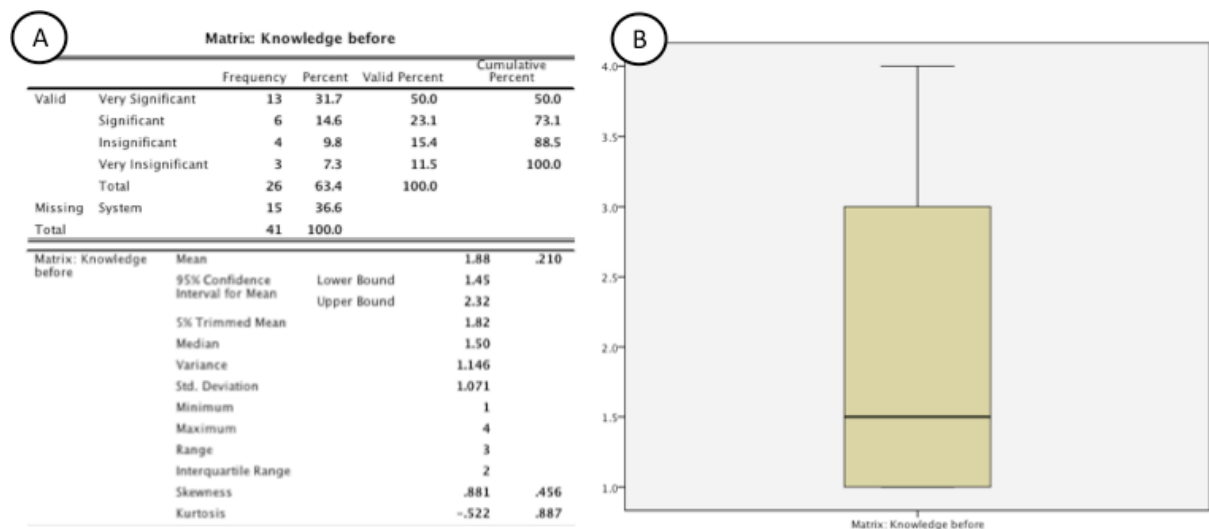 A
Matrix: Knowledge before
Frequency Percent Valid Percent Cumulative Percent
Valid Very Significant 13 31.7 50.0 50.0
Significant 6 14.6 23.1 73.1
Insignificant 4 9.8 15.4 88.5
Very Insignificant 3 7.3 11.5 100.0
Total 26 63.4 100.0
Missing System 15 36.6
Total 41 100.0
Matrix: Knowledge before Mean 1.88 .210
95% Confidence Interval for Mean Lower Bound 1.45
Upper Bound 2.32
5% Trimmed Mean 1.82
Median 1.50
Variance 1.146
Std. Deviation 1.071
Minimum 1
Maximum 4
Range 3
Interquartile Range 2
Skewness .881 .456
Kurtosis -.522 .887
B
4.0
3.5
3.0
2.5
2.0
1.5
1.0
Matrix: Knowledge before